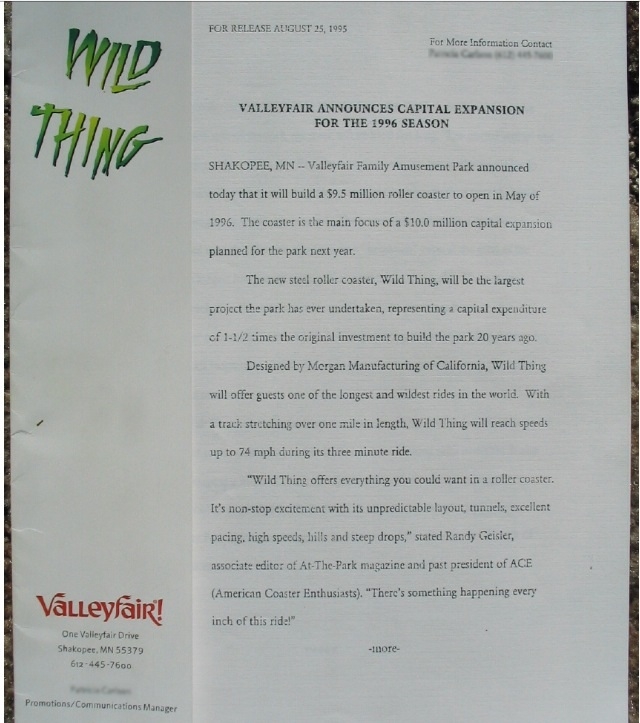 WILD
THING
FOR RELEASE AUGUST 25, 1995
For More Information Contact
VALLEYFAIR ANNOUNCES CAPITAL EXPANSION
FOR THE 1996 SEASON
SHAKOPEE, MN -- Valleyfair Family Amusement Park announced
today that it will build a $9.5 million roller coaster to open in May of
1996. The coaster is the main focus of a $10.0 million capital expansion
planned for the park next year.
The new steel roller coaster, Wild Thing, will be the largest
project the park has ever undertaken, representing a capital expenditure
of 1-1/2 times the original investment to build the park 20 years ago.
Designed by Morgan Manufacturing of California, Wild Thing
will offer guests one of the longest and wildest rides in the world. With
a track stretching over one mile in length, Wild Thing will reach speeds
up to 74 mph during its three minute ride.
"Wild Thing offers everything you could want in a roller coaster.
It's non-stop excitement with its unpredictable layout, tunnels, excellent
pacing, high speeds, hills and steep drops," stated Randy Geisler,
associate editor of At-The-Park magazine and past president of ACE
(American Coaster Enthusiasts). "There's something happening every
inch of this ride!"
-more-
Valleyfair!
One Valleyfair Drive
Shakopee, MN 55379
612-445-7600
Promotions/Communications Manager